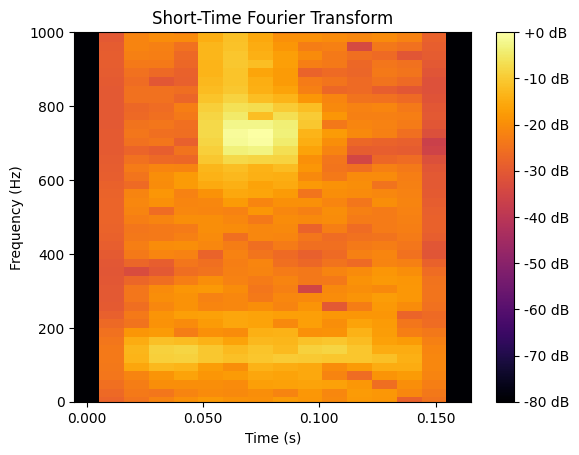 Short-Time Fourier Transform
Frequency (Hz)
1000
800
600
400
200
0
0.000
0.050
0.100
0.150
Time (s)
+0 dB
-10 dB
-20 dB
-30 dB
-40 dB
-50 dB
-60 dB
-70 dB
-80 dB